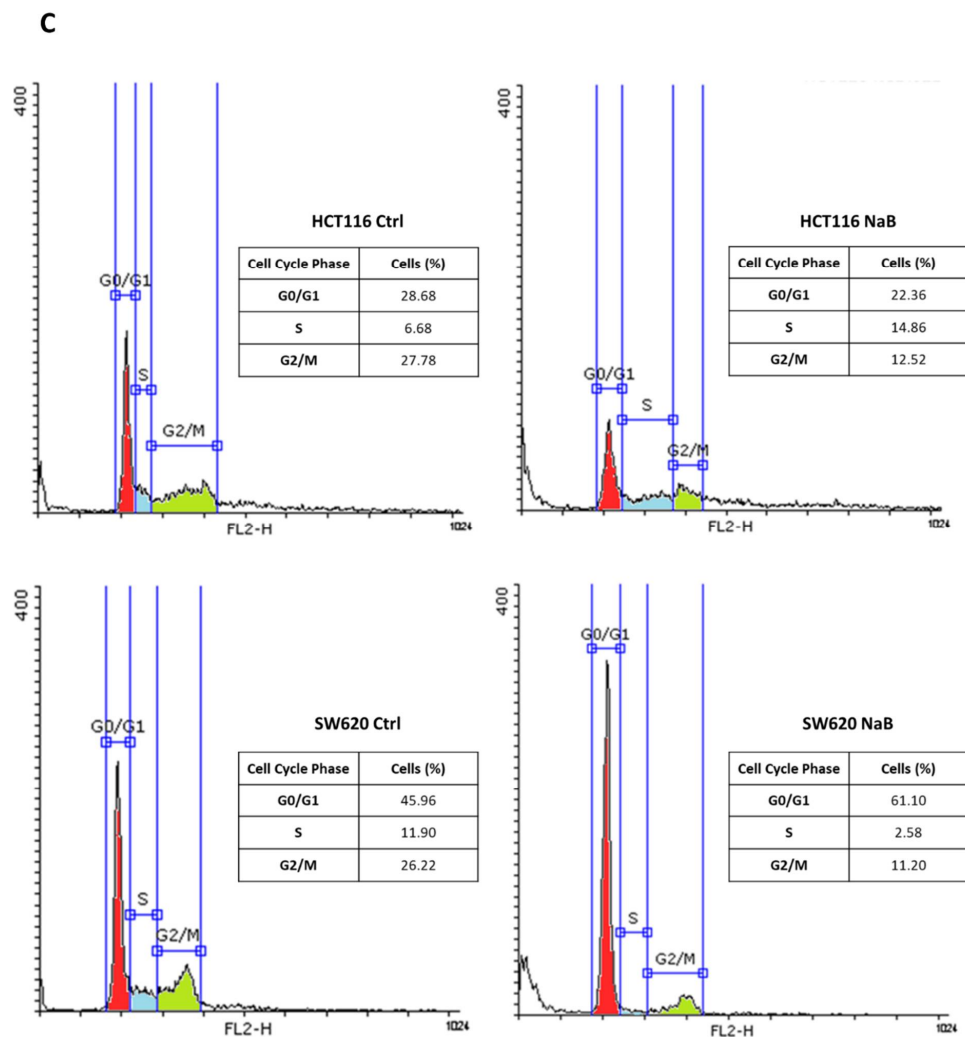 C
400
HCT116 Ctrl
Cell Cycle Phase Cells (%)
G0/G1 28.68
S 6.68
G2/M 27.78
G0/G1
S
G2/M
FL2-H
1024
400
HCT116 NaB
Cell Cycle Phase Cells (%)
G0/G1 22.36
S 14.86
G2/M 12.52
G0/G1
S
G2/M
FL2-H
1024
400
SW620 Ctrl
Cell Cycle Phase Cells (%)
G0/G1 45.96
S 11.90
G2/M 26.22
G0/G1
S
G2/M
FL2-H
1024
400
SW620 NaB
Cell Cycle Phase Cells (%)
G0/G1 61.10
S 2.58
G2/M 11.20
G0/G1
S
G2/M
FL2-H
1024